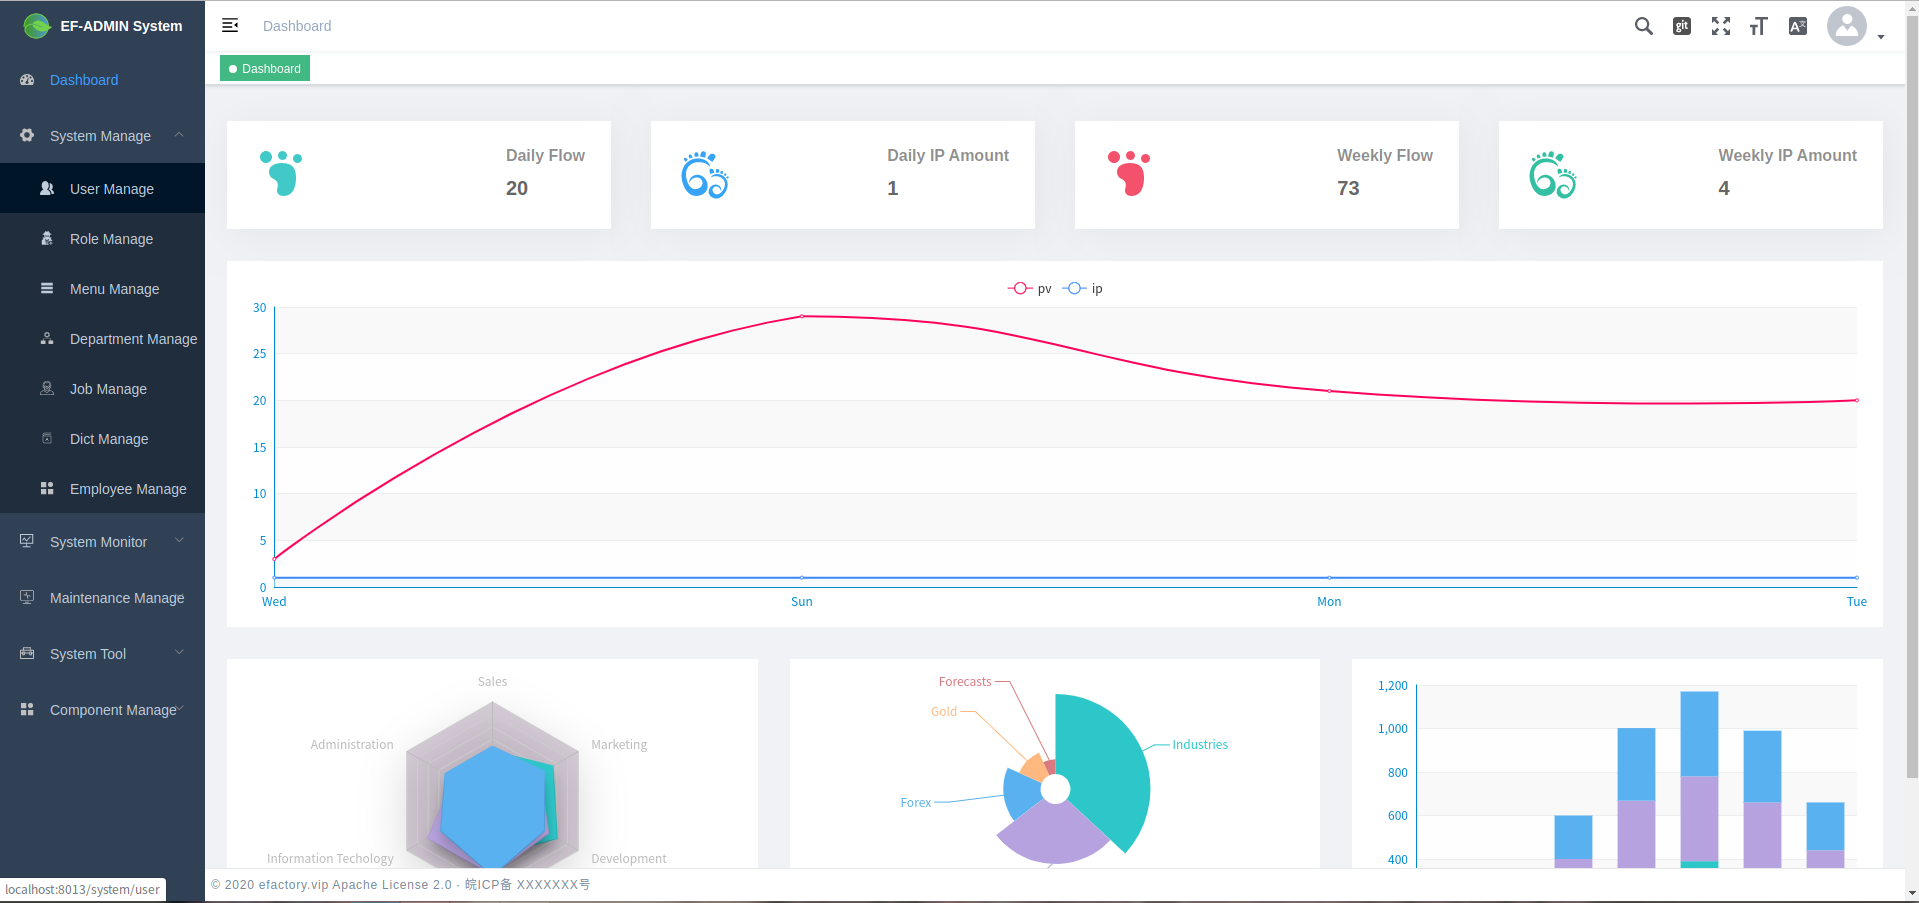 EF-ADMIN System
Dashboard
System Manage
User Manage
Role Manage
Menu Manage
Department Manage
Job Manage
Dict Manage
Employee Manage
System Monitor
Maintenance Manage
System Tool
Component Manage
localhost:8013/system/user
Dashboard
git
A文
Dashboard
Daily Flow
20
Daily IP Amount
1
Weekly Flow
73
Weekly IP Amount
4
pv ip
30
25
20
15
10
5
0
Wed Sun Mon Tue
Sales
Administration
Marketing
Information Techology
Development
Forecasts
Gold
Industries
Forex
1,200
1,000
800
600
400
© 2020 efactory.vip Apache License 2.0 · 皖ICP备 XXXXXXX号